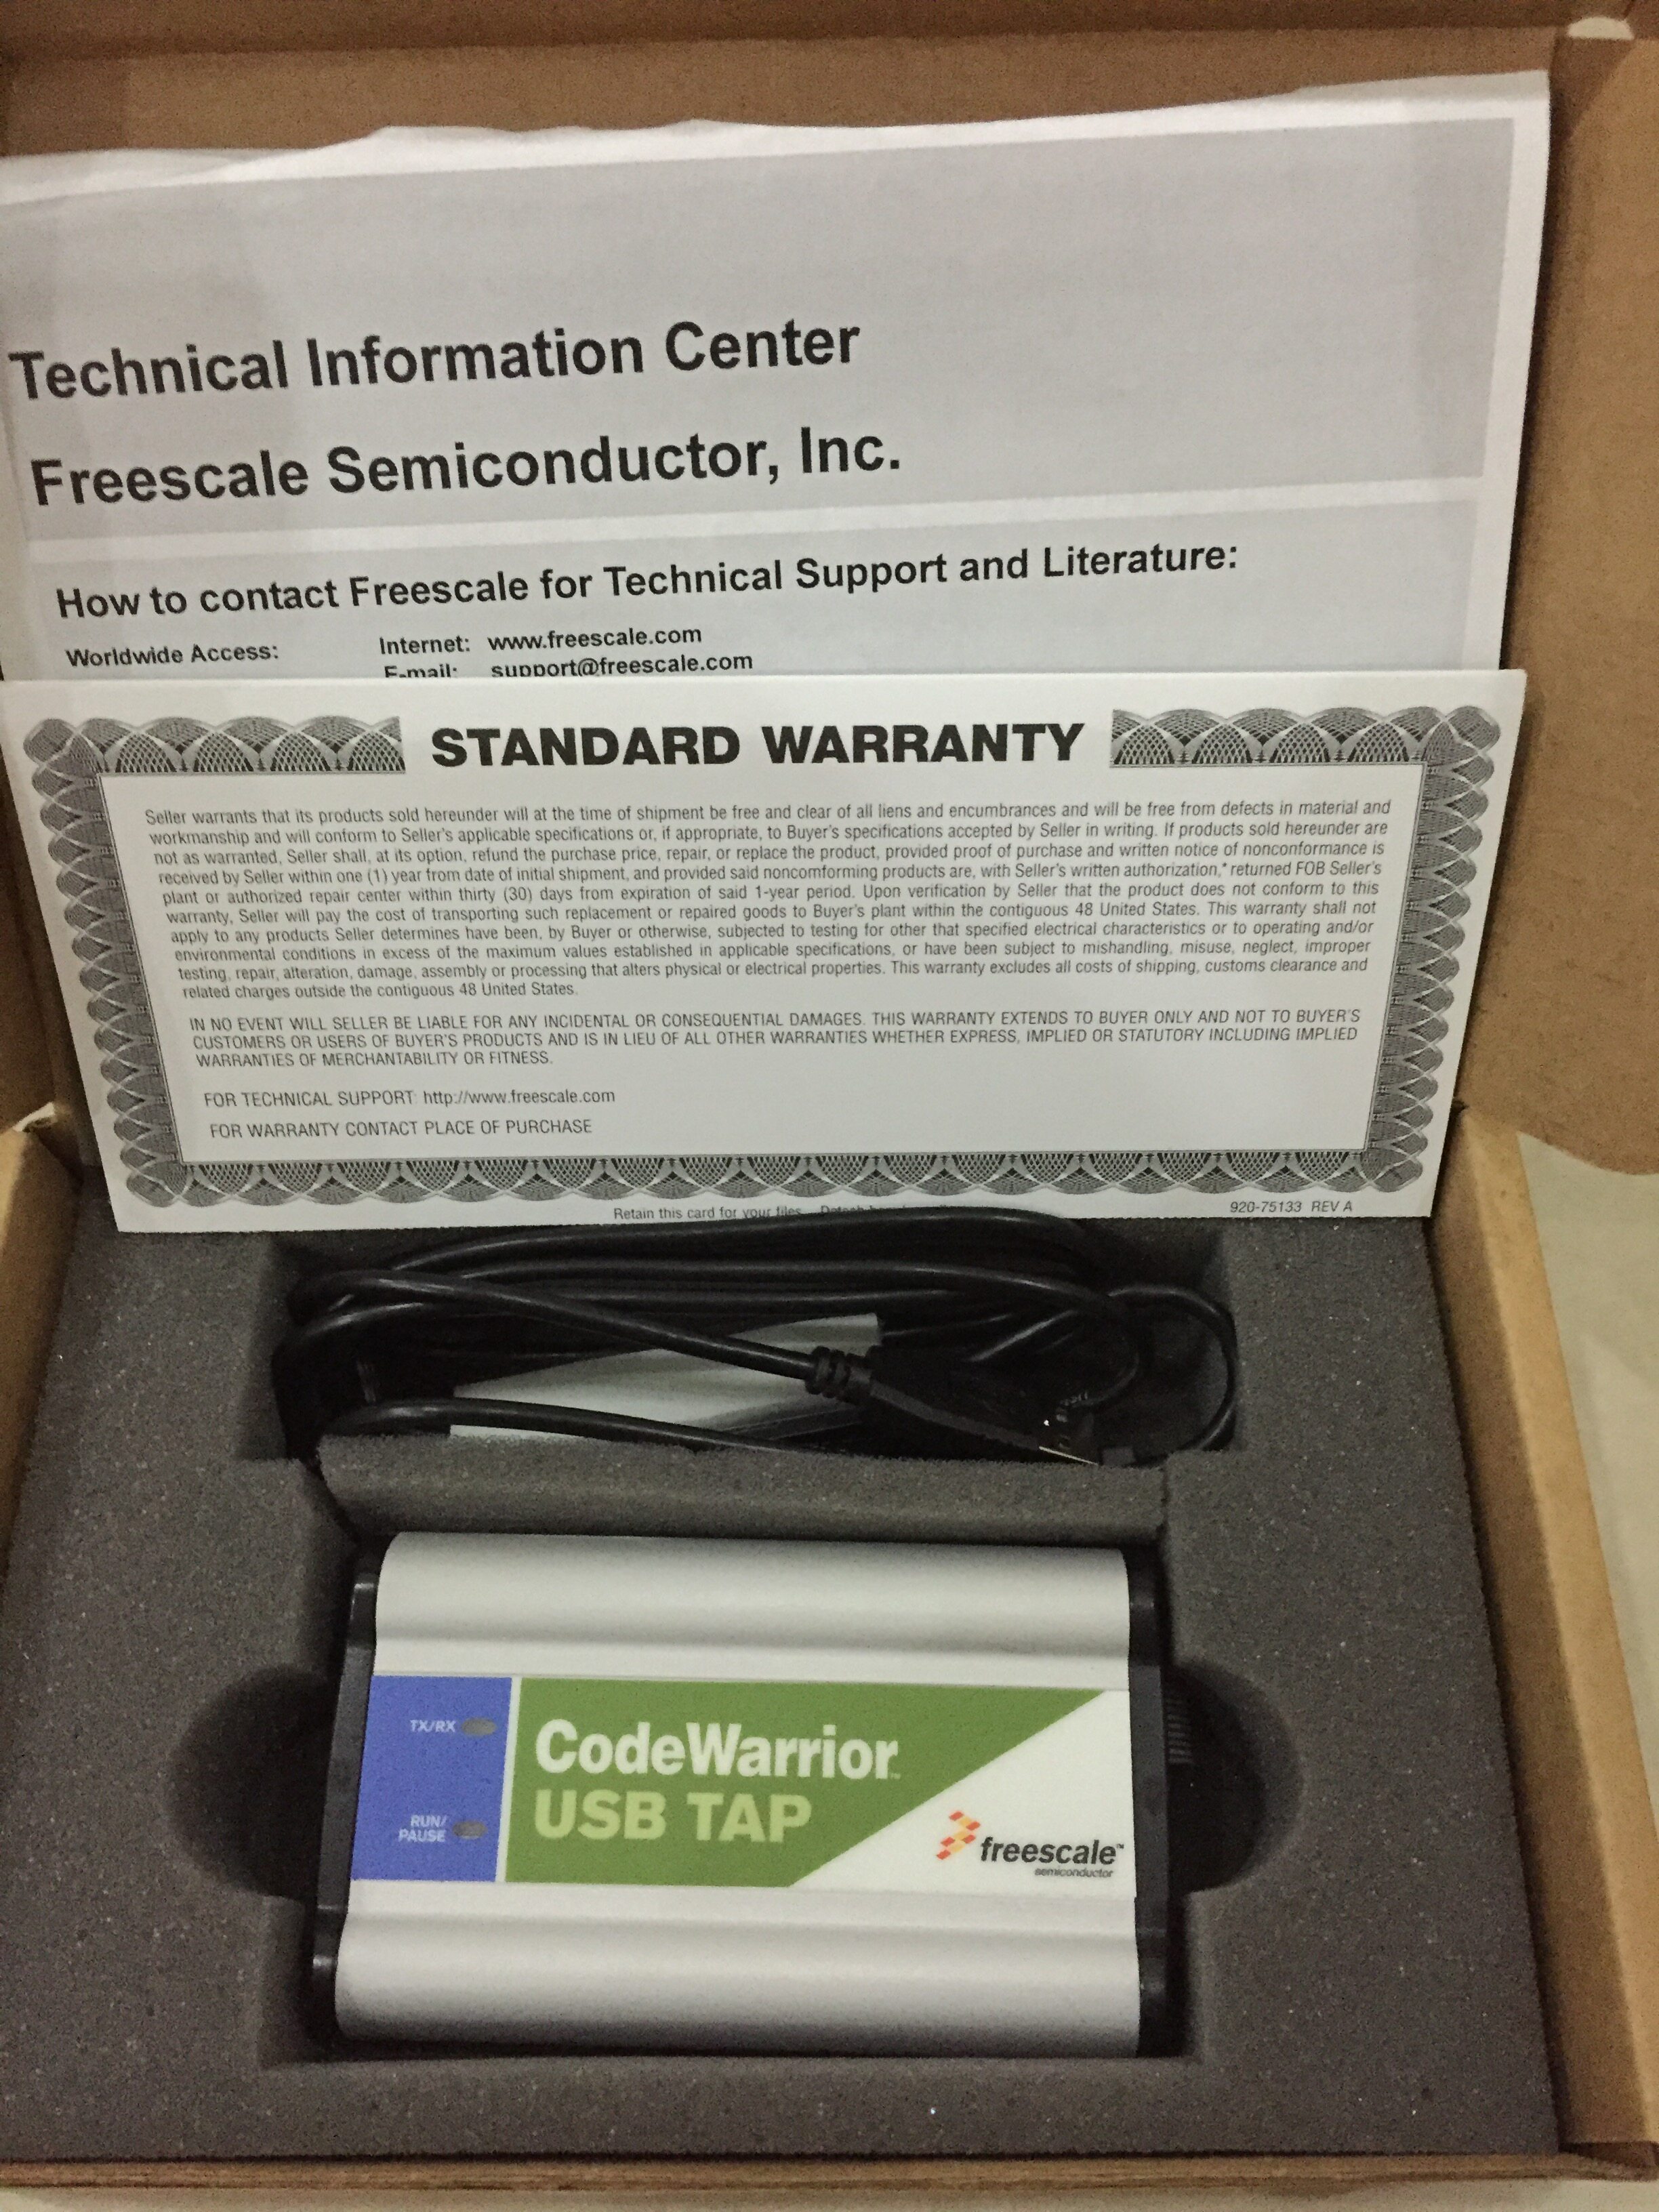 Technical Information Center
Freescale Semiconductor, Inc.
How to contact Freescale for Technical Support and Literature:
Worldwide Access: Internet: www.freescale.com
E-mail: support@freescale.com
STANDARD WARRANTY
Seller warrants that its products sold hereunder will at the time of shipment be free and clear of all liens and encumbrances and will be free from defects in material and
workmanship and will conform to Seller's applicable specifications or, if appropriate, to Buyer's specifications accepted by Seller in writing. If products sold hereunder are
not as warranted, Seller shall, at its option, refund the purchase price, repair, or replace the product, provided proof of purchase and written notice of nonconformance is
received by Seller within one (1) year from date of initial shipment, and provided said noncomforming products are, with Seller's written authorization,* returned FOB Seller's
plant or authorized repair center within thirty (30) days from expiration of said 1-year period. Upon verification by Seller that the product does not conform to this
warranty, Seller will pay the cost of transporting such replacement or repaired goods to Buyer's plant within the contiguous 48 United States. This warranty shall not
apply to any products Seller determines have been, by Buyer or otherwise, subjected to testing for other that specified electrical characteristics or to operating and/or
environmental conditions in excess of the maximum values established in applicable specifications, or have been subject to mishandling, misuse, neglect, improper
testing, repair, alteration, damage, assembly or processing that alters physical or electrical properties. This warranty excludes all costs of shipping, customs clearance and
related charges outside the contiguous 48 United States.
IN NO EVENT WILL SELLER BE LIABLE FOR ANY INCIDENTAL OR CONSEQUENTIAL DAMAGES. THIS WARRANTY EXTENDS TO BUYER ONLY AND NOT TO BUYER'S
CUSTOMERS OR USERS OF BUYER'S PRODUCTS AND IS IN LIEU OF ALL OTHER WARRANTIES WHETHER EXPRESS, IMPLIED OR STATUTORY INCLUDING IMPLIED
WARRANTIES OF MERCHANTABILITY OR FITNESS.
FOR TECHNICAL SUPPORT: http://www.freescale.com
FOR WARRANTY CONTACT PLACE OF PURCHASE
Retain this card for your files.
920-75133 REV A
TX/RX
RUN/
PAUSE
CodeWarrior™
USB TAP
freescale™
semiconductor